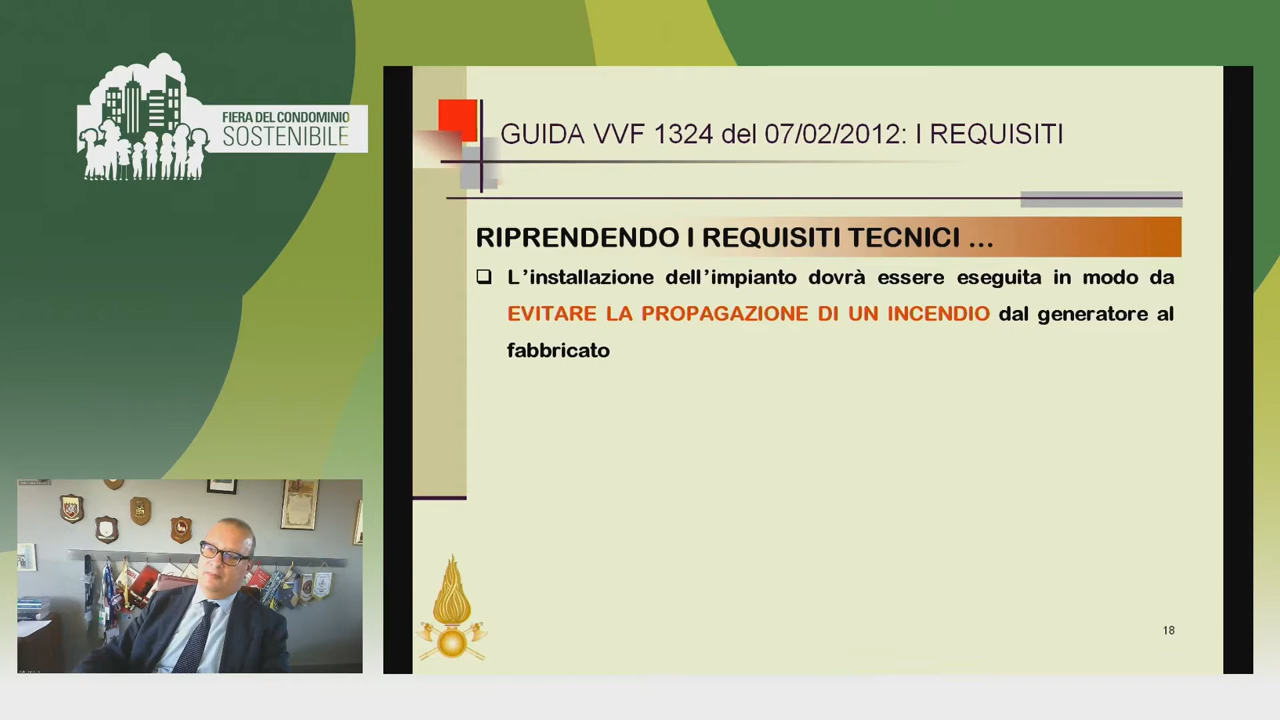 FIERA DEL CONDOMINIO
SOSTENIBILE
GUIDA VVF 1324 del 07/02/2012: I REQUISITI
RIPRENDENDO I REQUISITI TECNICI ...
L'installazione dell'impianto dovrà essere eseguita in modo da
EVITARE LA PROPAGAZIONE DI UN INCENDIO dal generatore al
fabbricato
18